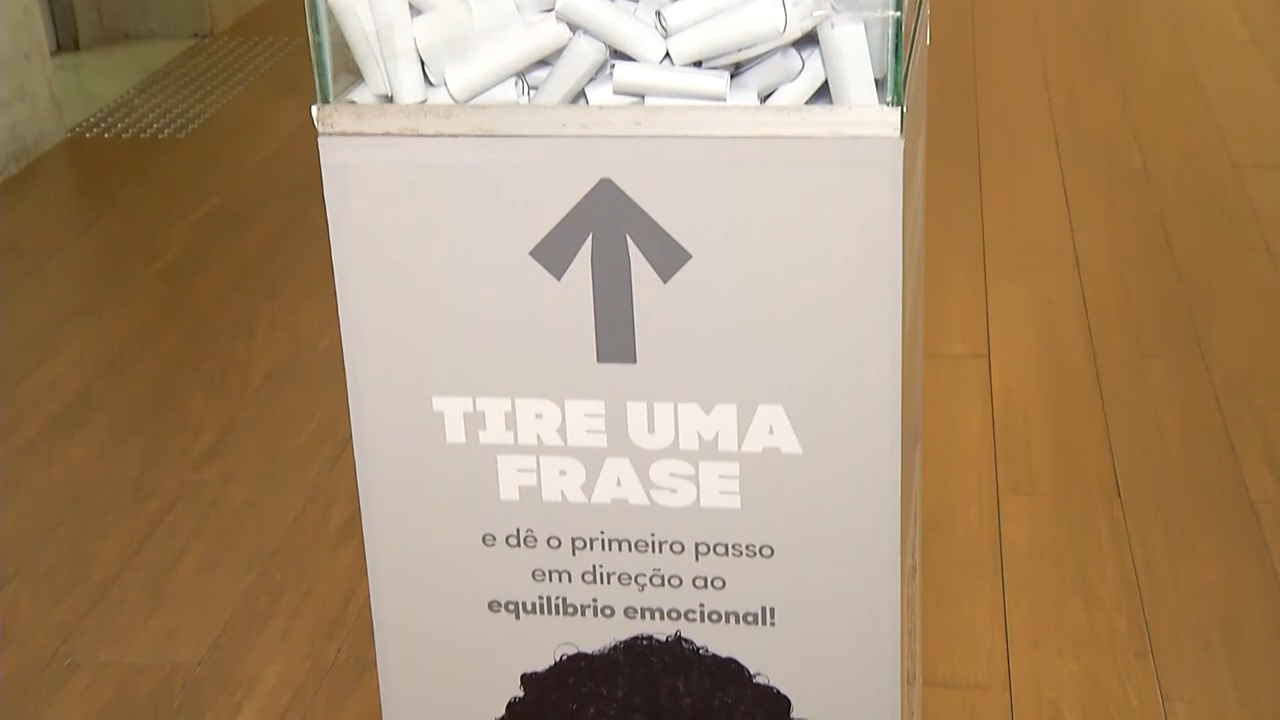 TIRE UMA
FRASE
e dê o primeiro passo
em direção ao
equilíbrio emocional!